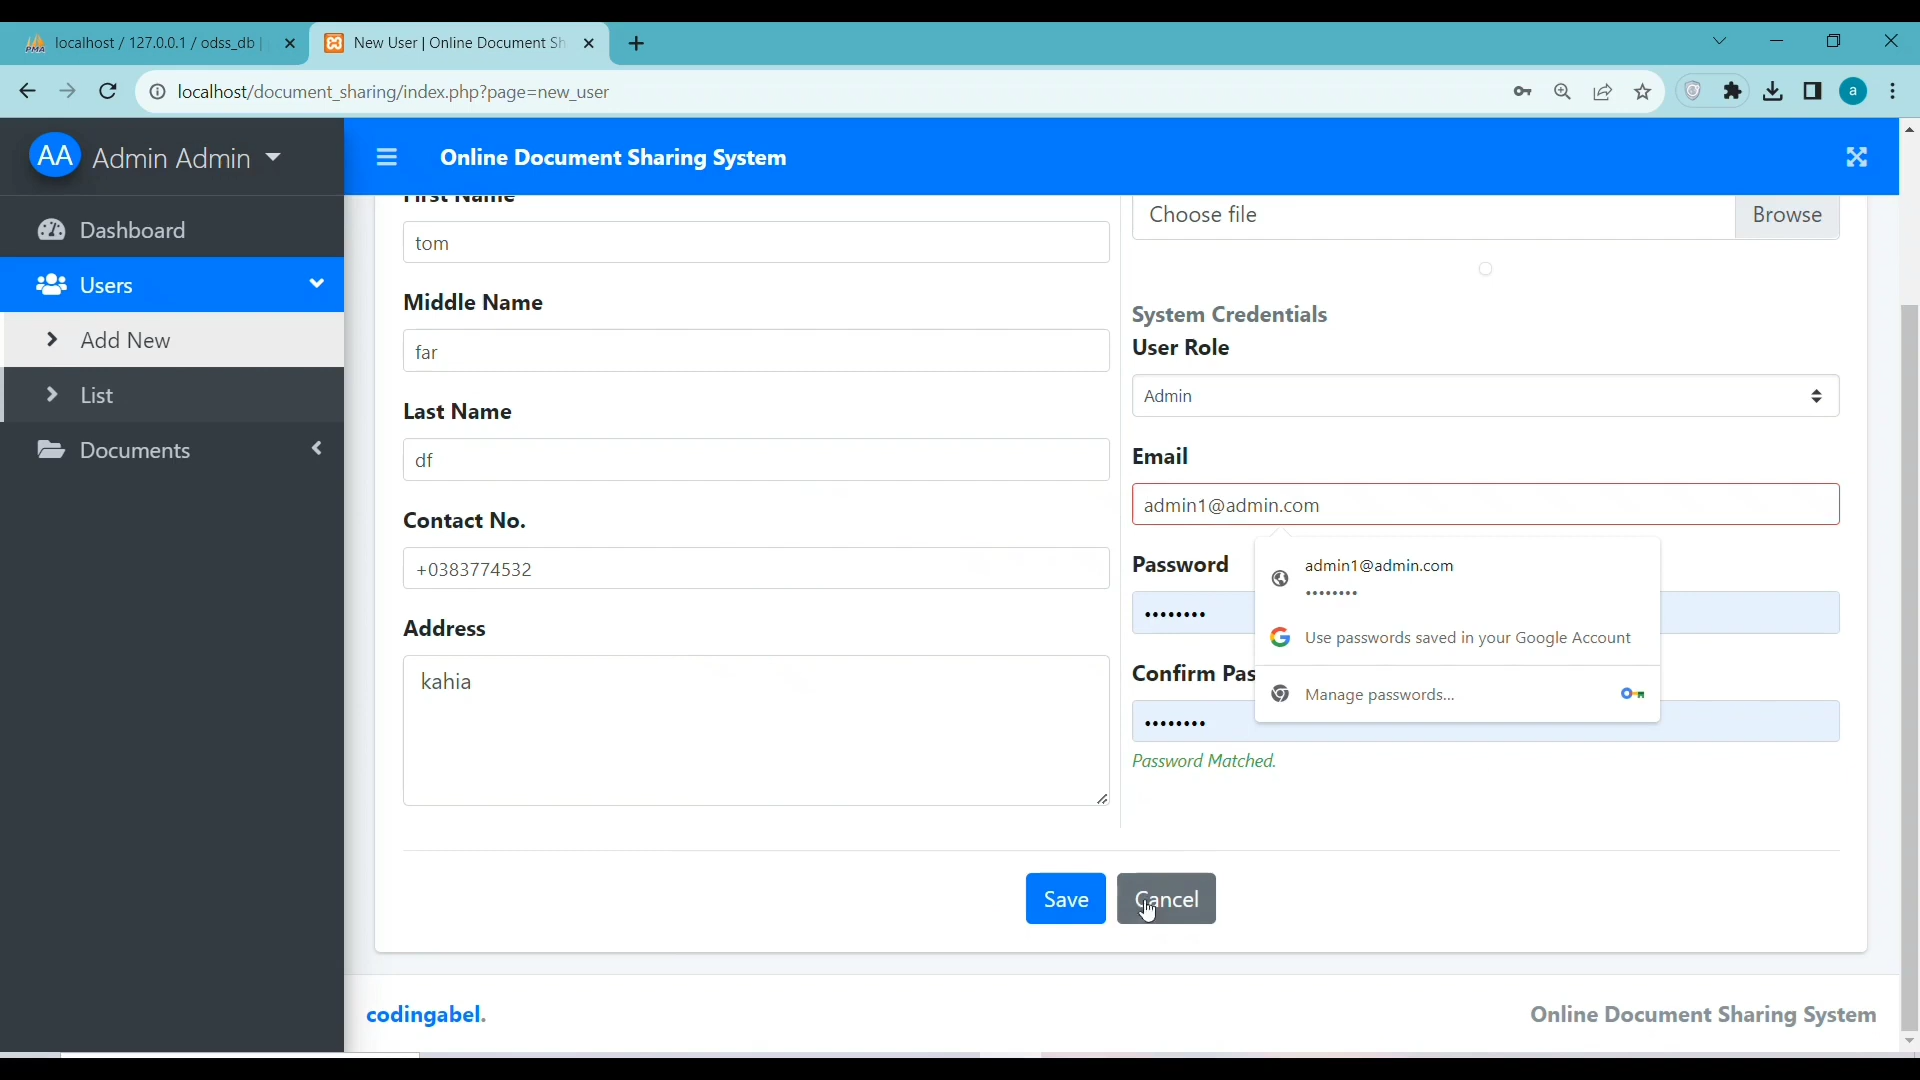 localhost / 127.0.0.1 / odss_db |
New User | Online Document Sh
localhost/document_sharing/index.php?page=new_user
a
AA Admin Admin
Online Document Sharing System
Dashboard
Users
Add New
List
Documents
First Name
tom
Middle Name
far
Last Name
df
Contact No.
+0383774532
Address
kahia
Choose file
Browse
System Credentials
User Role
Admin
Email
admin1@admin.com
Password
••••••••
admin1@admin.com
••••••••
Use passwords saved in your Google Account
Manage passwords...
Confirm Pas
••••••••
Password Matched.
Save
Cancel
codingabel.
Online Document Sharing System